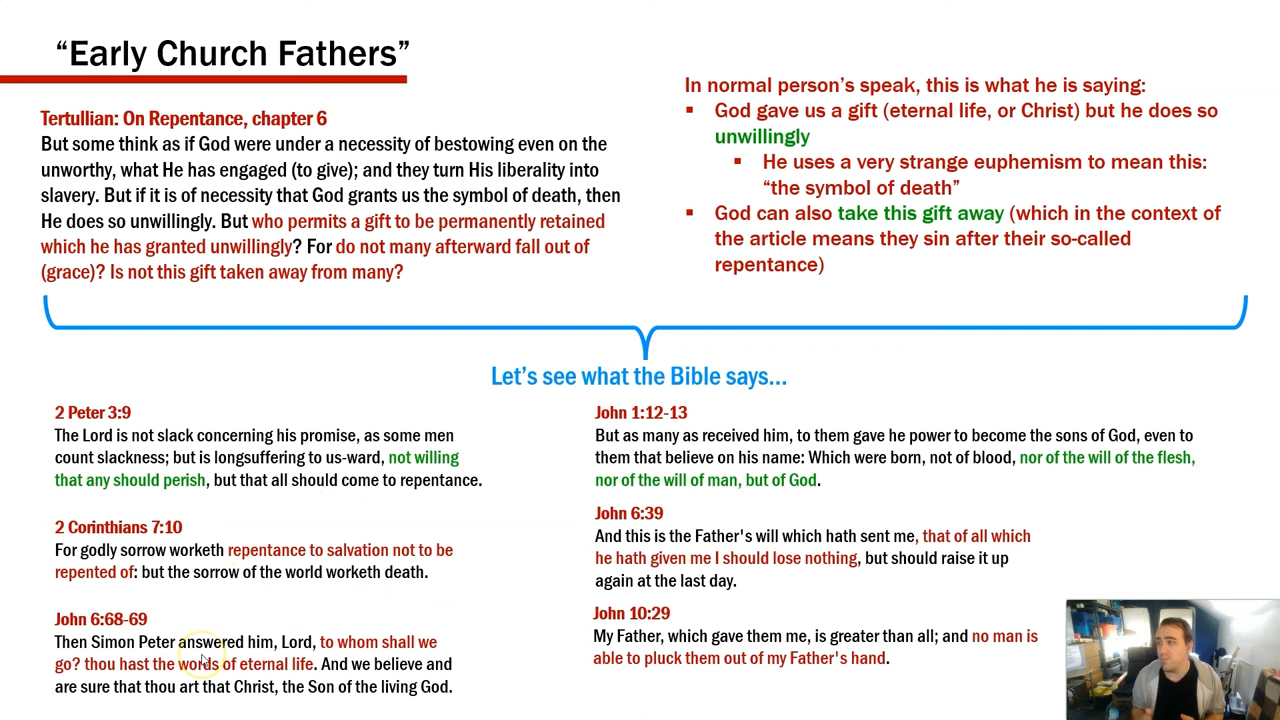 “Early Church Fathers”
Tertullian: On Repentance, chapter 6
But some think as if God were under a necessity of bestowing even on the
unworthy, what He has engaged (to give); and they turn His liberality into
slavery. But if it is of necessity that God grants us the symbol of death, then
He does so unwillingly. But who permits a gift to be permanently retained
which he has granted unwillingly? For do not many afterward fall out of
(grace)? Is not this gift taken away from many?
In normal person’s speak, this is what he is saying:
▪ God gave us a gift (eternal life, or Christ) but he does so
unwillingly
▪ He uses a very strange euphemism to mean this:
“the symbol of death”
▪ God can also take this gift away (which in the context of
the article means they sin after their so-called
repentance)
Let’s see what the Bible says...
2 Peter 3:9
The Lord is not slack concerning his promise, as some men
count slackness; but is longsuffering to us-ward, not willing
that any should perish, but that all should come to repentance.
2 Corinthians 7:10
For godly sorrow worketh repentance to salvation not to be
repented of: but the sorrow of the world worketh death.
John 6:68-69
Then Simon Peter answered him, Lord, to whom shall we
go? thou hast the words of eternal life. And we believe and
are sure that thou art that Christ, the Son of the living God.
John 1:12-13
But as many as received him, to them gave he power to become the sons of God, even to
them that believe on his name: Which were born, not of blood, nor of the will of the flesh,
nor of the will of man, but of God.
John 6:39
And this is the Father's will which hath sent me, that of all which
he hath given me I should lose nothing, but should raise it up
again at the last day.
John 10:29
My Father, which gave them me, is greater than all; and no man is
able to pluck them out of my Father's hand.